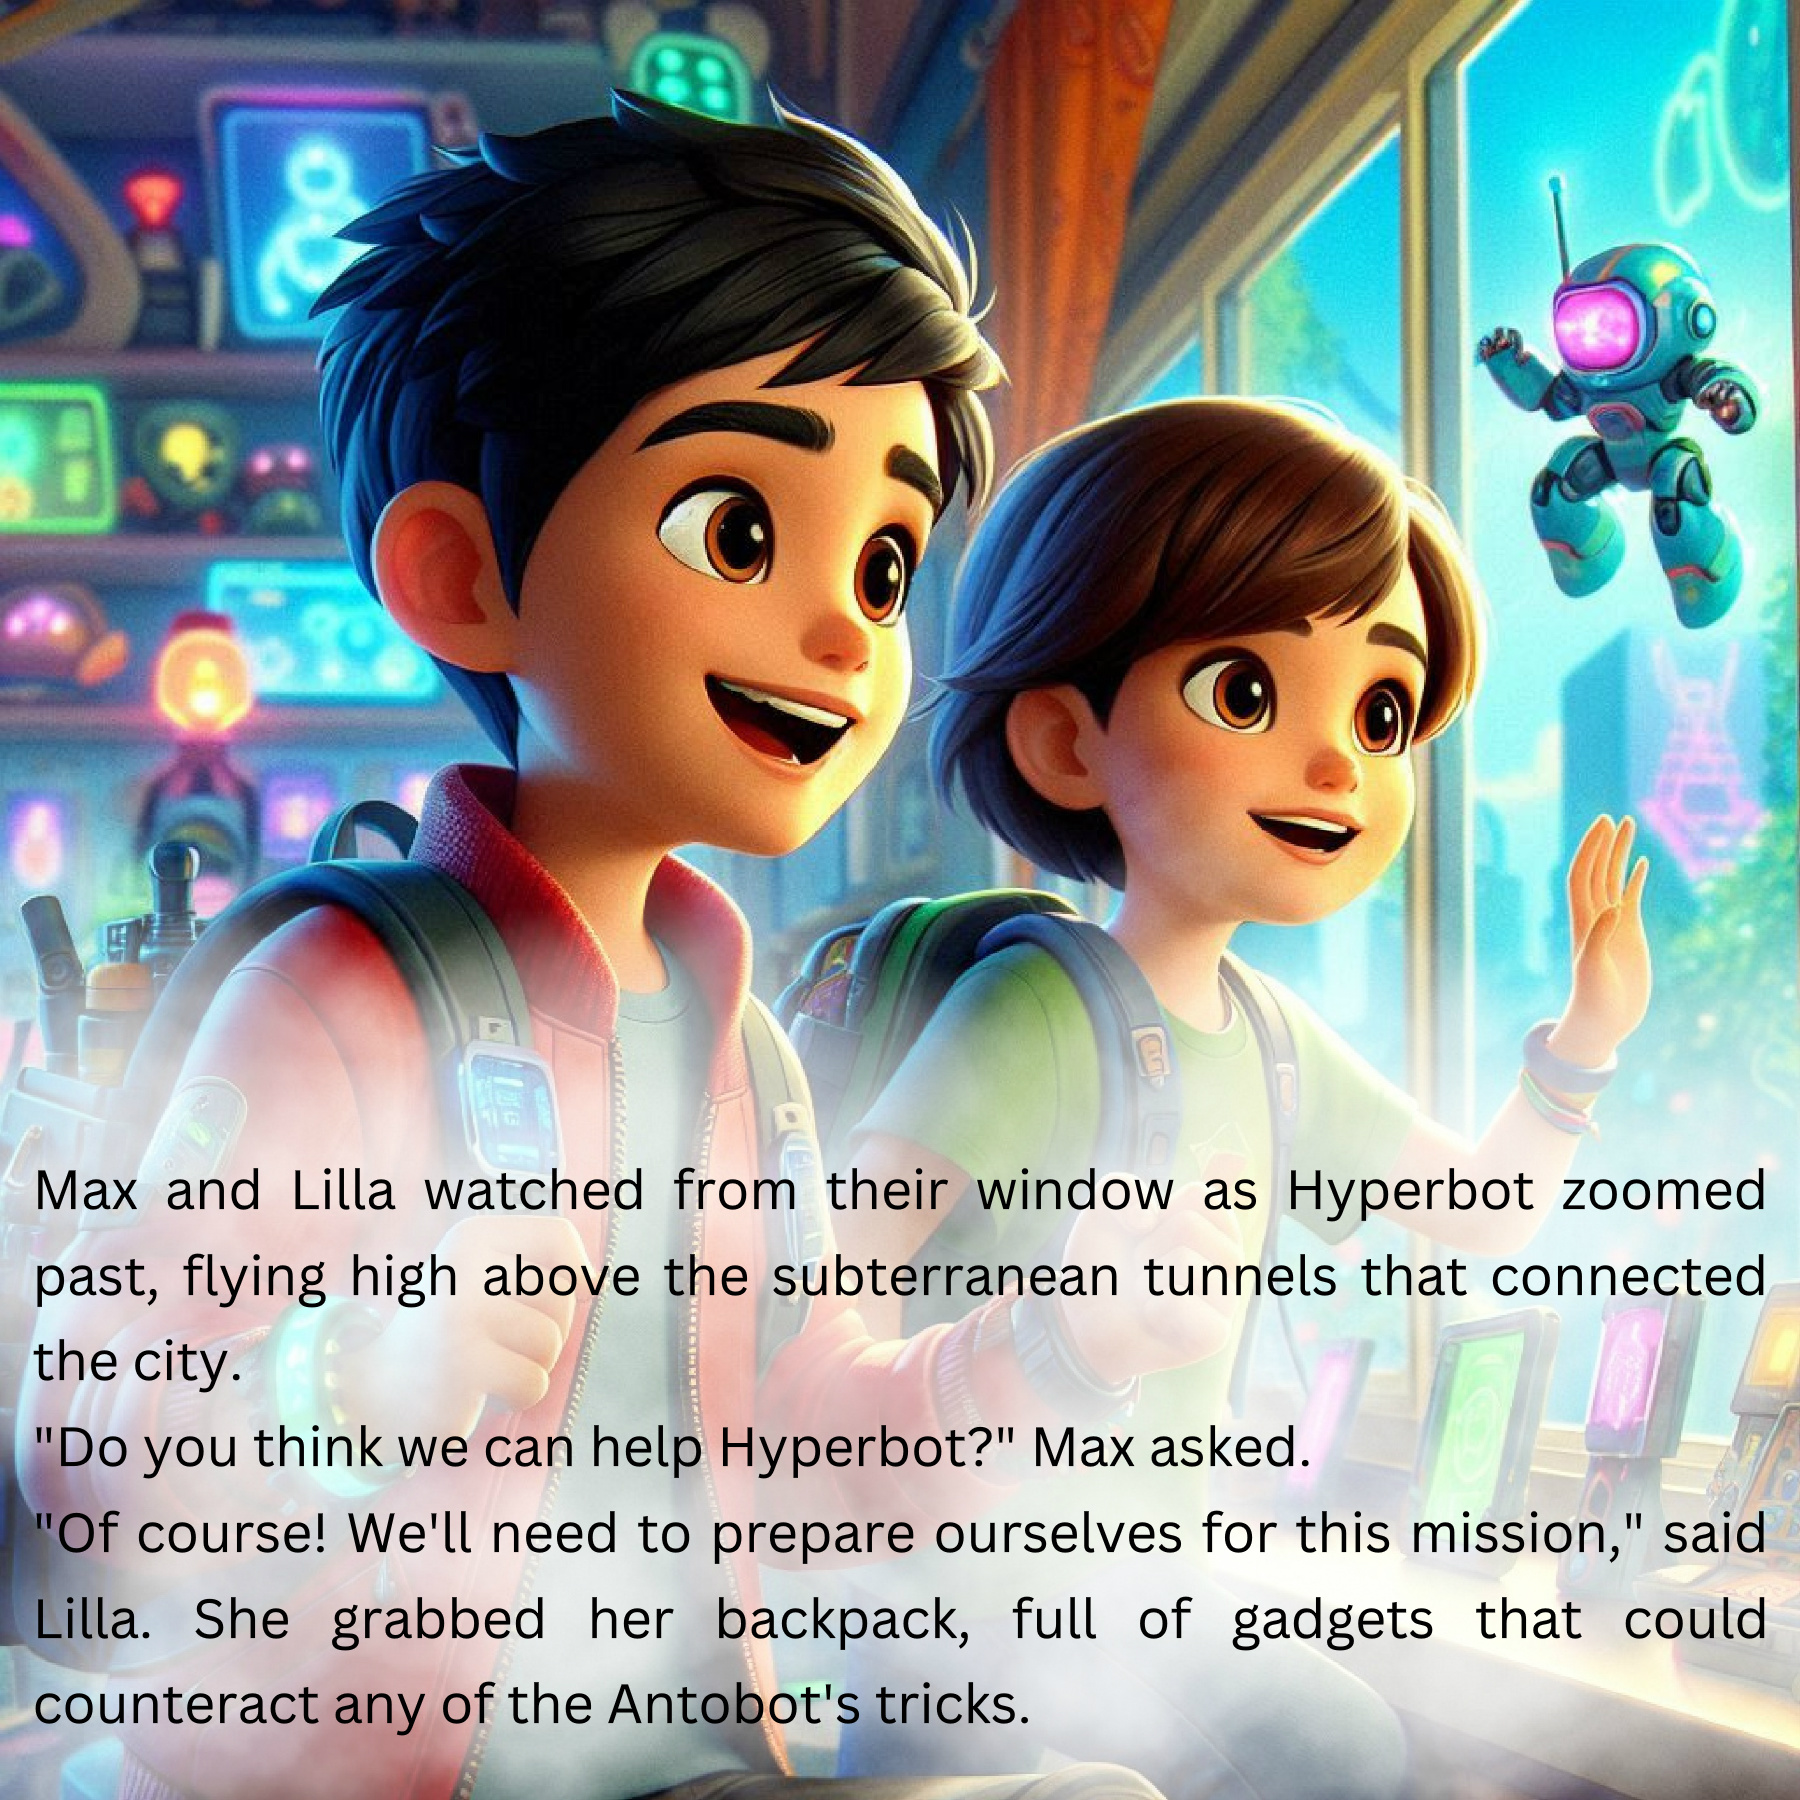 Max and Lilla watched from their window as Hyperbot zoomed
past, flying high above the subterranean tunnels that connected
the city.
"Do you think we can help Hyperbot?" Max asked.
"Of course! We'll need to prepare ourselves for this mission," said
Lilla. She grabbed her backpack, full of gadgets that could
counteract any of the Antobot's tricks.